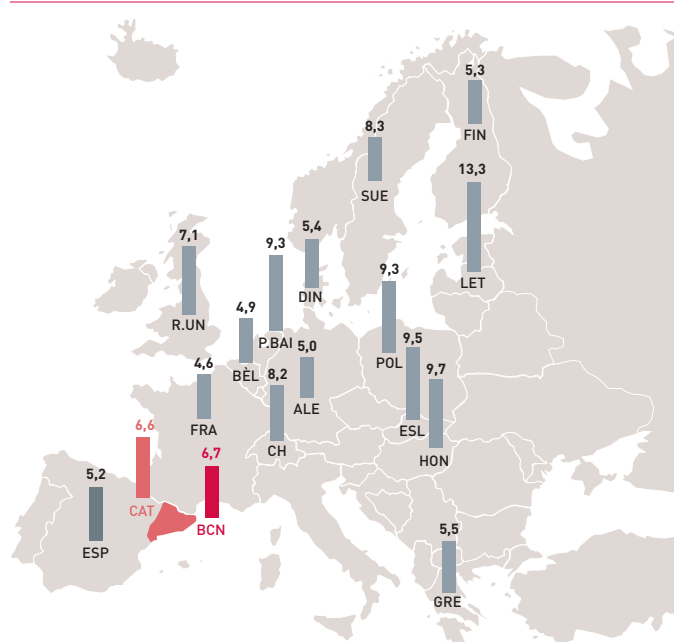 5,3
FIN
8,3
SUE
13,3
LET
7,1
R.UN
9,3
P.BAI
5,4
DIN
9,3
POL
4,9
BÈL
5,0
ALE
9,5
ESL
9,7
HON
4,6
FRA
8,2
CH
6,6
CAT
6,7
BCN
5,2
ESP
5,5
GRE